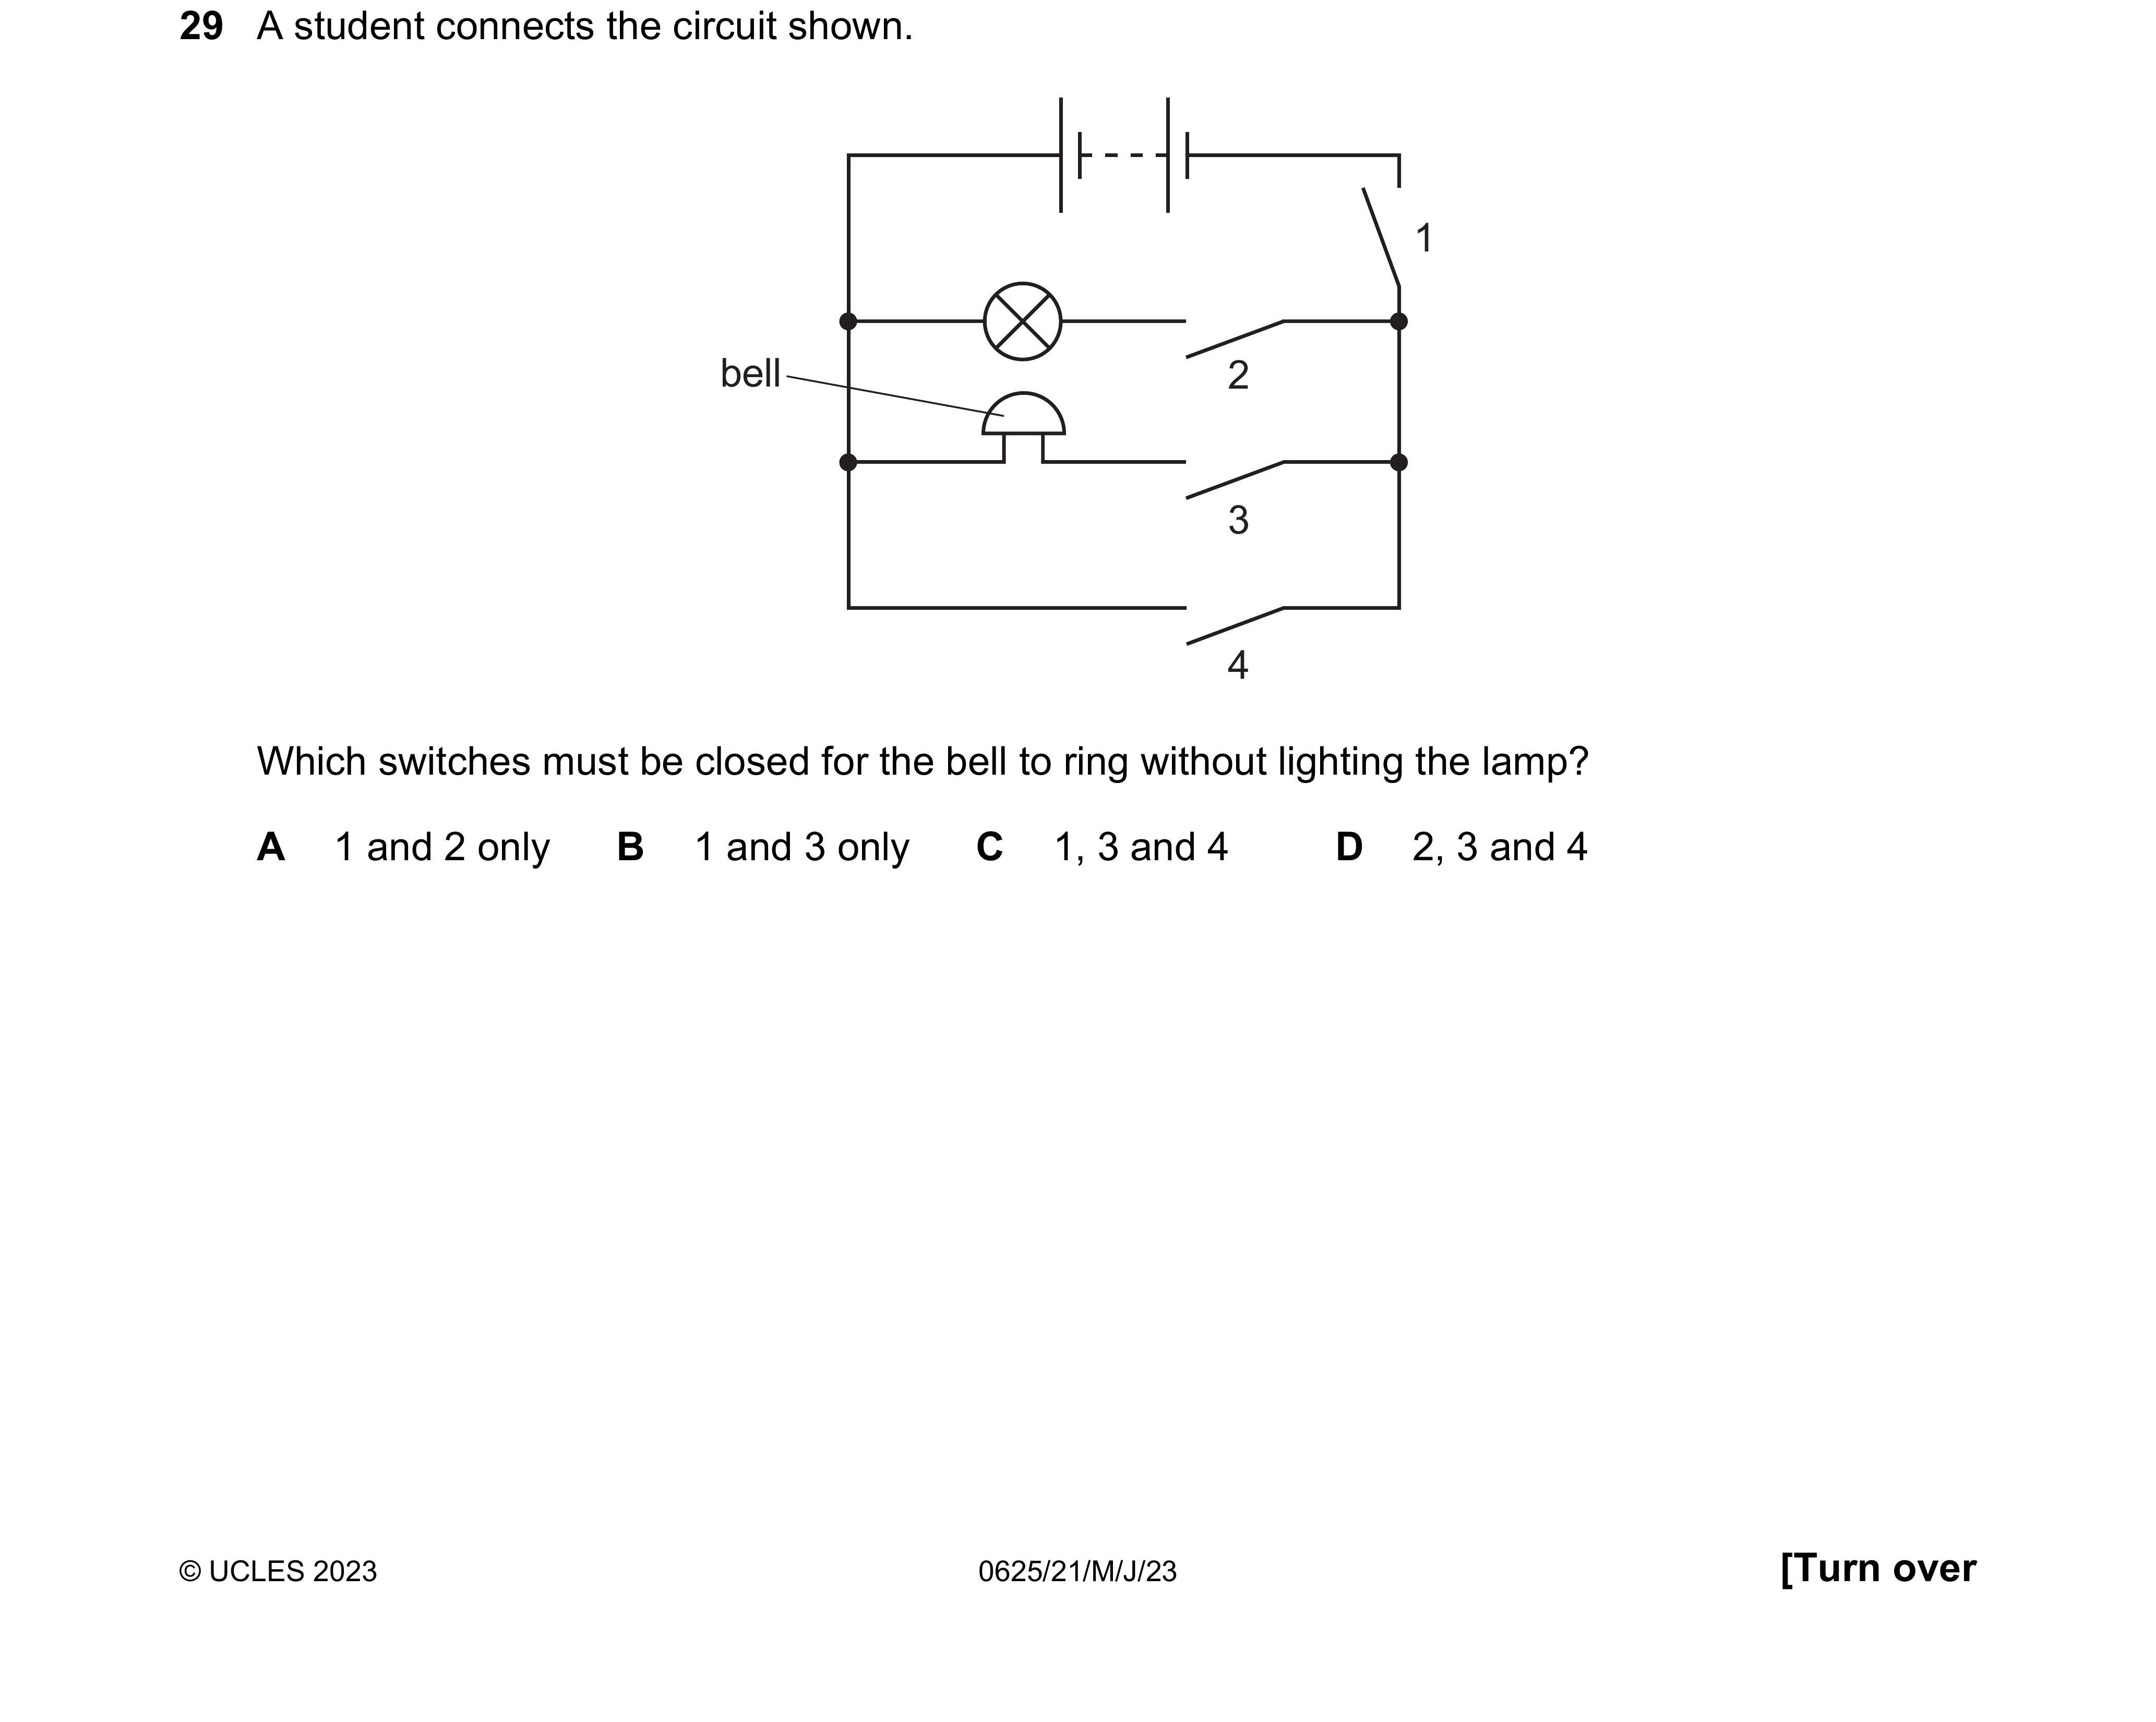 29 A student connects the circuit shown.
1
2
bell
3
4
Which switches must be closed for the bell to ring without lighting the lamp?
A 1 and 2 only B 1 and 3 only C 1, 3 and 4 D 2, 3 and 4
© UCLES 2023 0625/21/M/J/23 [Turn over